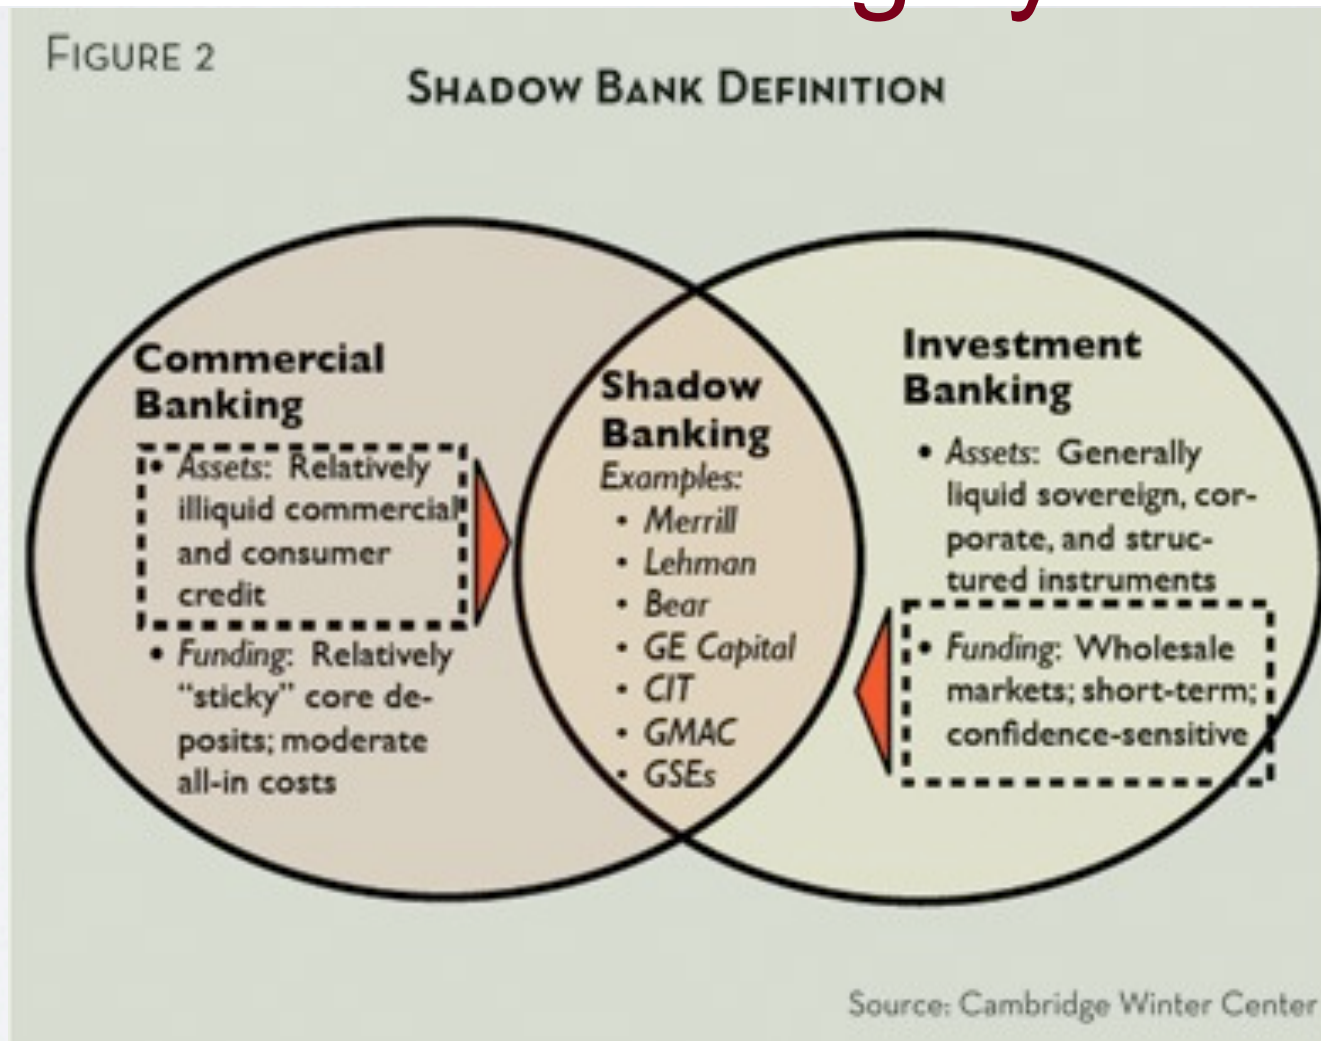 FIGURE 2
SHADOW BANK DEFINITION
Commercial
Banking
• Assets: Relatively
illiquid commercial
and consumer
credit
• Funding: Relatively
“sticky” core de-
posits; moderate
all-in costs
Shadow
Banking
Examples:
• Merrill
• Lehman
• Bear
• GE Capital
• CIT
• GMAC
• GSEs
Investment
Banking
• Assets: Generally
liquid sovereign, cor-
porate, and struc-
tured instruments
• Funding: Wholesale
markets; short-term;
confidence-sensitive
Source: Cambridge Winter Center